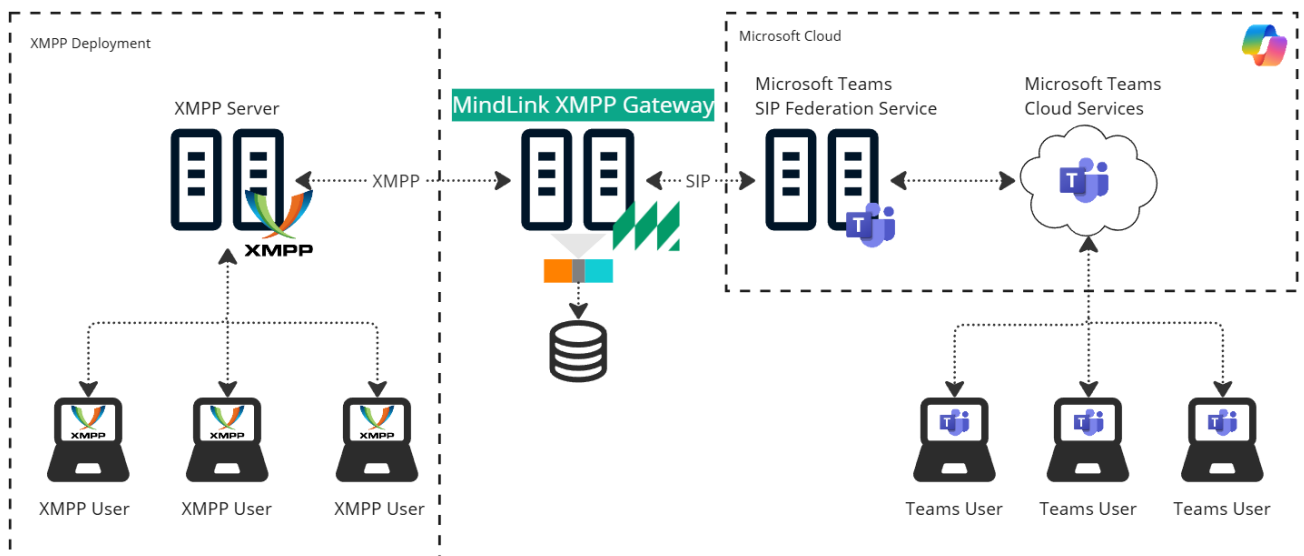 XMPP Deployment
XMPP Server
XMPP
XMPP
MindLink XMPP Gateway
SIP
Microsoft Cloud
Microsoft Teams
SIP Federation Service
T
Microsoft Teams
Cloud Services
T
XMPP
XMPP
XMPP
XMPP User
XMPP User
XMPP User
T
T
T
Teams User
Teams User
Teams User